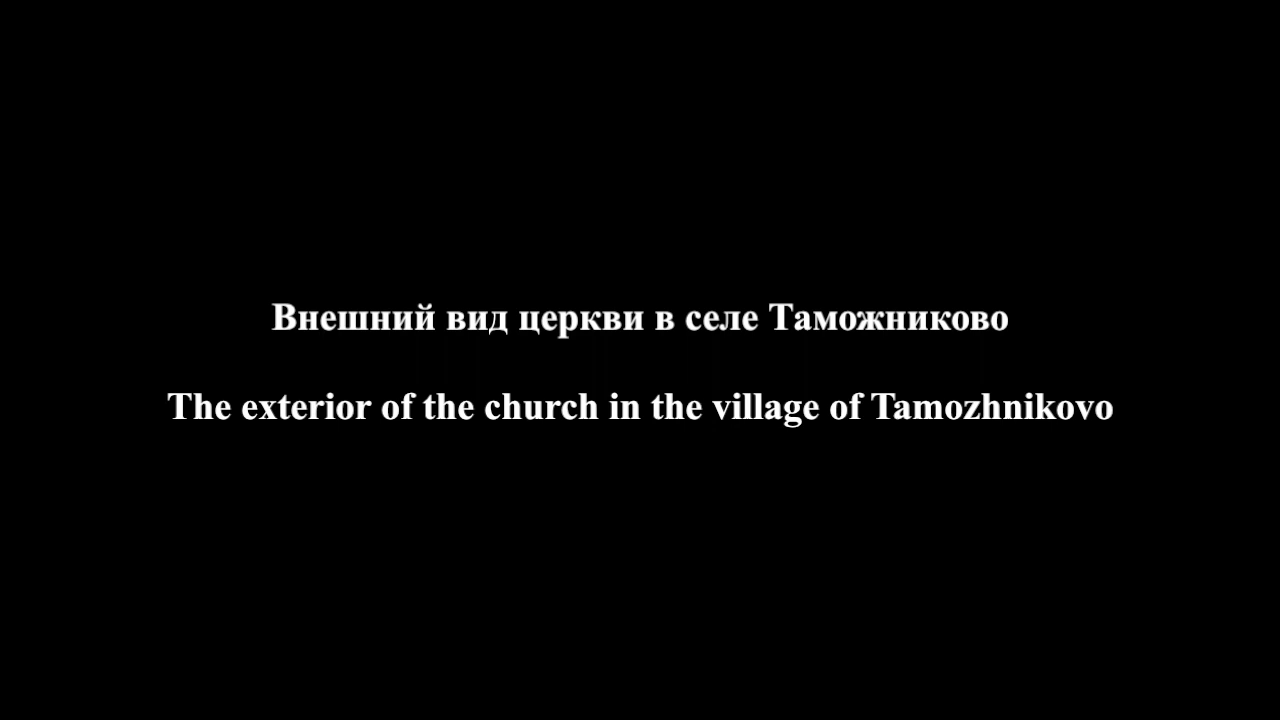 Внешний вид церкви в селе Таможниково
The exterior of the church in the village of Tamozhnikovo